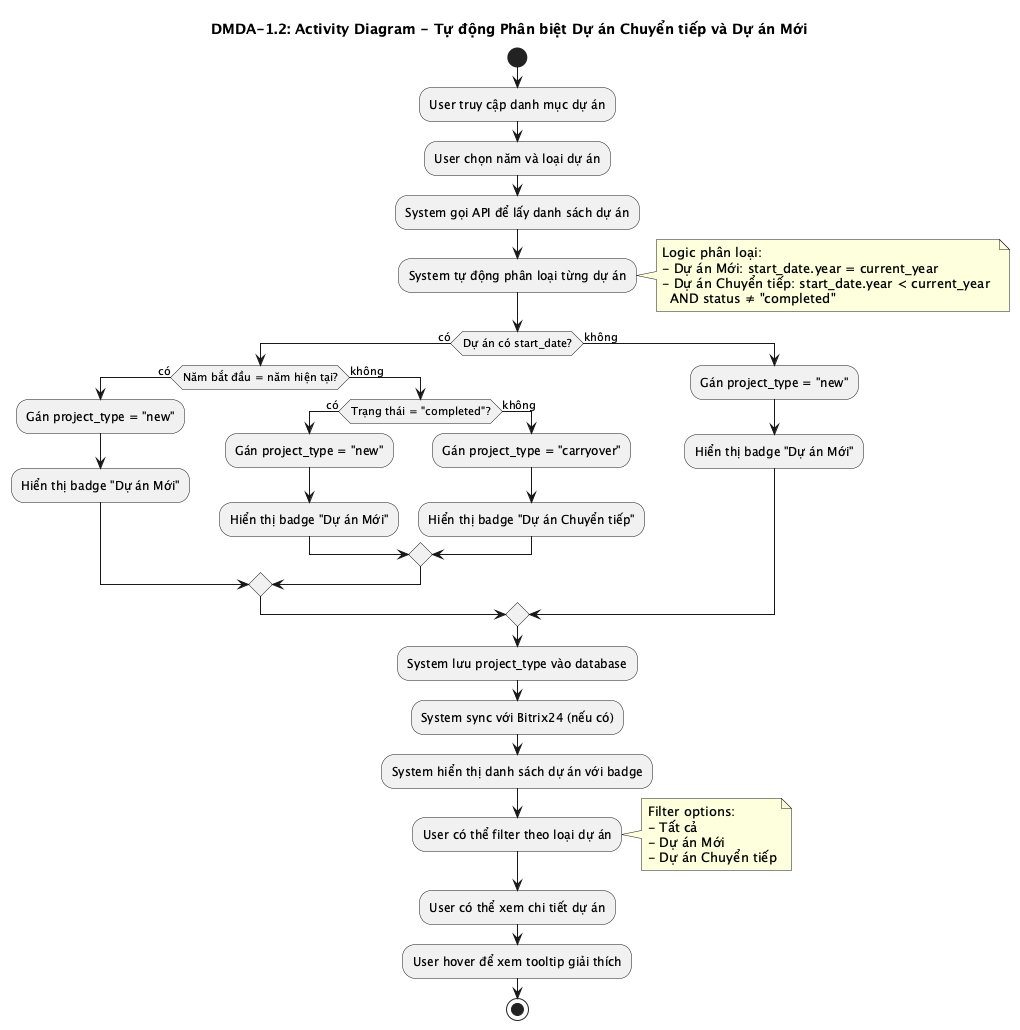 DMDA-1.2: Activity Diagram - Tự động Phân biệt Dự án Chuyển tiếp và Dự án Mới
User truy cập danh mục dự án
User chọn năm và loại dự án
System gọi API để lấy danh sách dự án
System tự động phân loại từng dự án
Logic phân loại:
- Dự án Mới: start_date.year = current_year
- Dự án Chuyển tiếp: start_date.year < current_year
AND status ≠ "completed"
có
Dự án có start_date?
không
có
Năm bắt đầu = năm hiện tại?
không
Gán project_type = "new"
Hiển thị badge "Dự án Mới"
có
Trạng thái = "completed"?
không
Gán project_type = "new"
Hiển thị badge "Dự án Mới"
Gán project_type = "carryover"
Hiển thị badge "Dự án Chuyển tiếp"
Gán project_type = "new"
Hiển thị badge "Dự án Mới"
System lưu project_type vào database
System sync với Bitrix24 (nếu có)
System hiển thị danh sách dự án với badge
User có thể filter theo loại dự án
Filter options:
- Tất cả
- Dự án Mới
- Dự án Chuyển tiếp
User có thể xem chi tiết dự án
User hover để xem tooltip giải thích